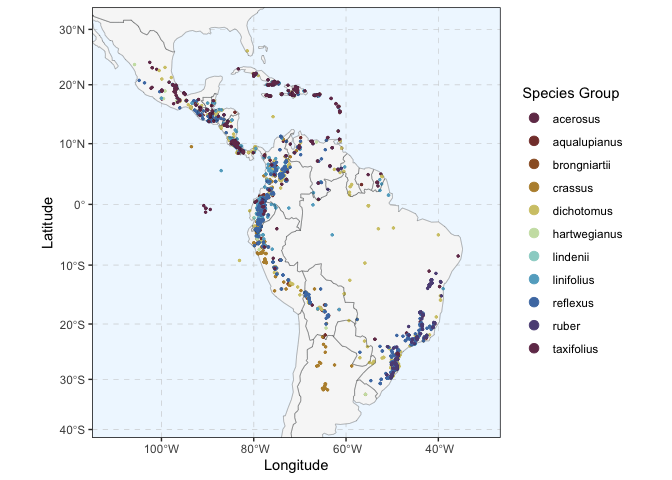 30°N
20°N
10°N
0°
10°S
20°S
30°S
40°S
Latitude
100°W 80°W 60°W 40°W
Longitude
Species Group
acerosus
aqualupianus
brongniartii
crassus
dichotomus
hartwegianus
lindenii
linifolius
reflexus
ruber
taxifolius